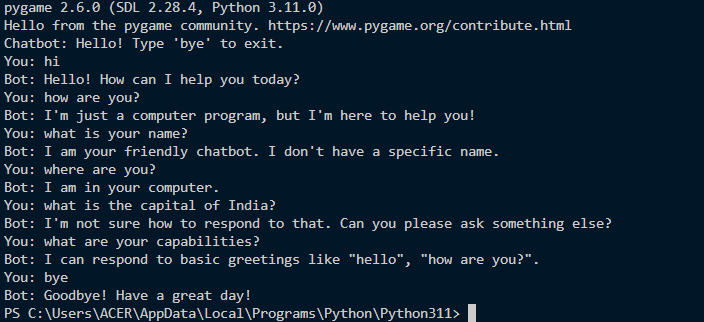 pygame 2.6.0 (SDL 2.28.4, Python 3.11.0)
Hello from the pygame community. https://www.pygame.org/contribute.html
Chatbot: Hello! Type 'bye' to exit.
You: hi
Bot: Hello! How can I help you today?
You: how are you?
Bot: I'm just a computer program, but I'm here to help you!
You: what is your name?
Bot: I am your friendly chatbot. I don't have a specific name.
You: where are you?
Bot: I am in your computer.
You: what is the capital of India?
Bot: I'm not sure how to respond to that. Can you please ask something else?
You: what are your capabilities?
Bot: I can respond to basic greetings like "hello", "how are you?".
You: bye
Bot: Goodbye! Have a great day!
PS C:\Users\ACER\AppData\Local\Programs\Python\Python311>